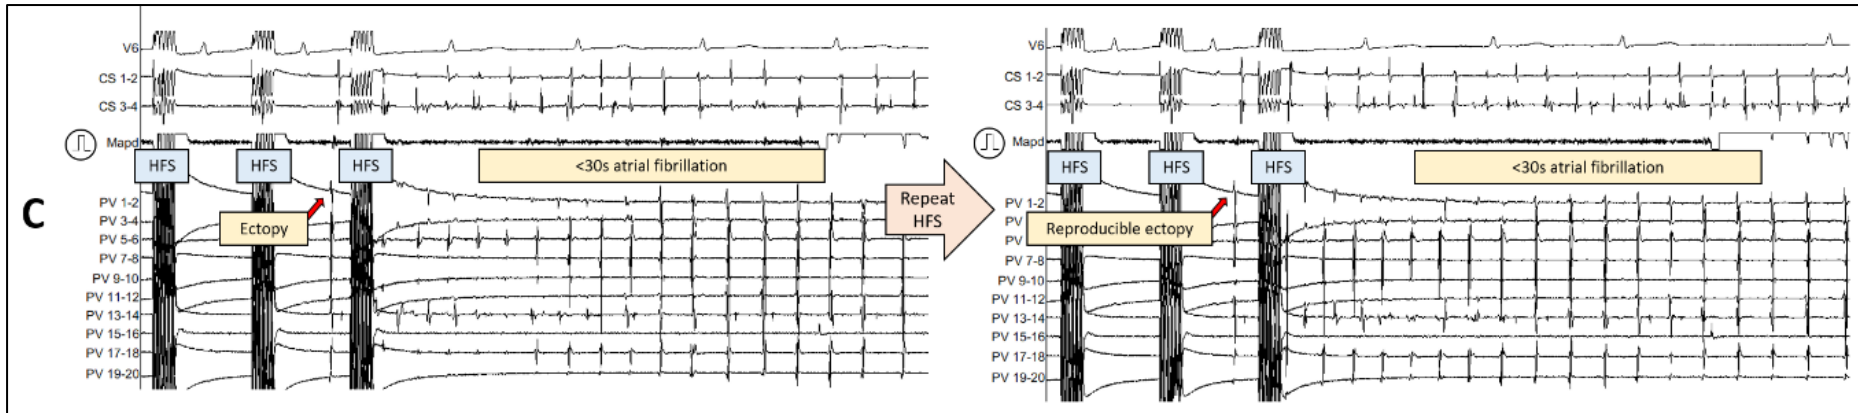 C
V6
CS 1-2
CS 3-4
Mapd
HFS HFS HFS
<30s atrial fibrillation
PV 1-2
PV 3-4
Ectopy
PV 5-6
PV 7-8
PV 9-10
PV 11-12
PV 13-14
PV 15-16
PV 17-18
PV 19-20
Repeat
HFS
V6
CS 1-2
CS 3-4
Mapd
HFS HFS HFS
<30s atrial fibrillation
PV 1-2
PV
Reproducible ectopy
PV
PV 7-8
PV 9-10
PV 11-12
PV 13-14
PV 15-16
PV 17-18
PV 19-20